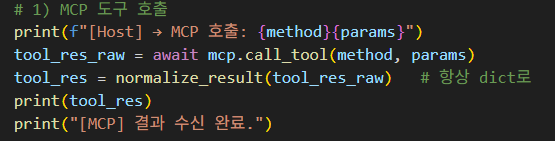 # 1) MCP 도구 호출
print(f"[Host] → MCP 호출: {method}{params}")
tool_res_raw = await mcp.call_tool(method, params)
tool_res = normalize_result(tool_res_raw)   # 항상 dict로
print(tool_res)
print("[MCP] 결과 수신 완료.")